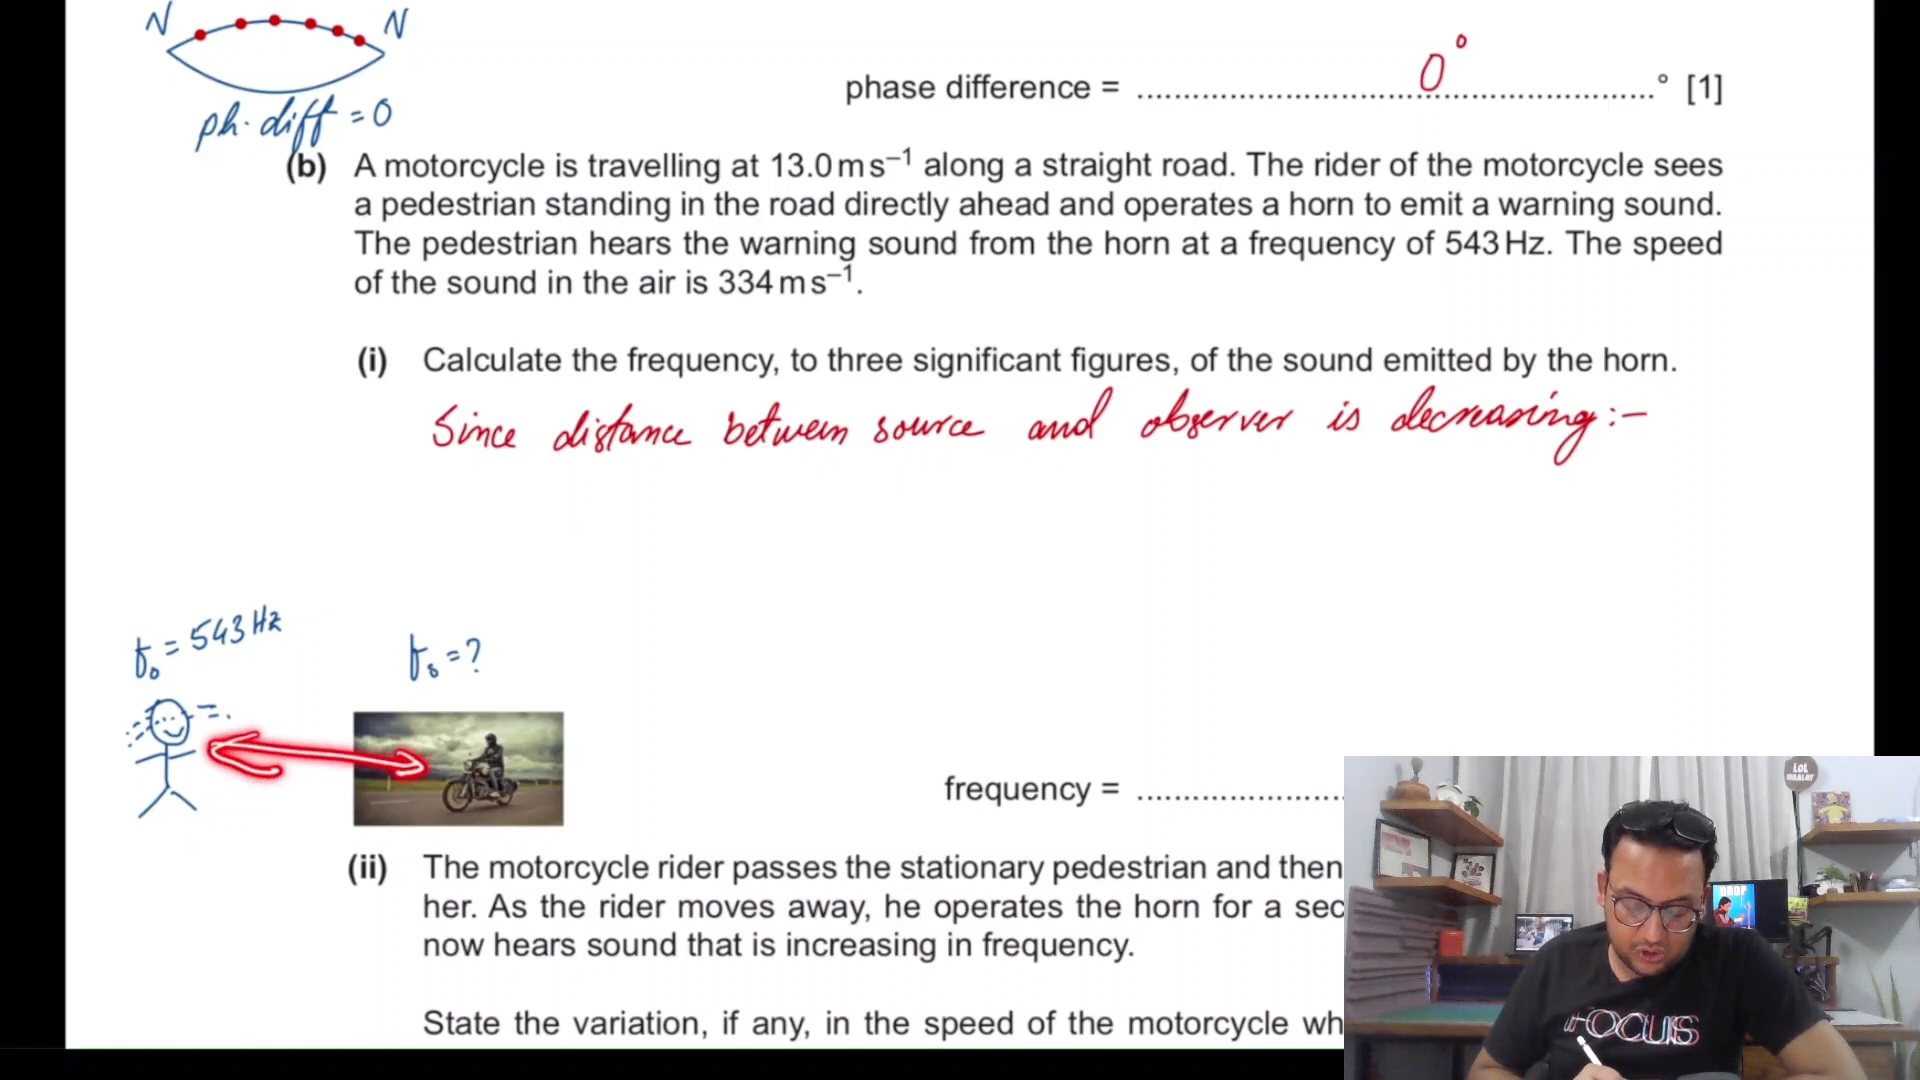 N N
0°
phase difference = ........................................................° [1]
ph. diff = 0
(b) A motorcycle is travelling at 13.0 m s⁻¹ along a straight road. The rider of the motorcycle sees
a pedestrian standing in the road directly ahead and operates a horn to emit a warning sound.
The pedestrian hears the warning sound from the horn at a frequency of 543 Hz. The speed
of the sound in the air is 334 m s⁻¹.
(i) Calculate the frequency, to three significant figures, of the sound emitted by the horn.
Since distance between source and observer is decreasing:-
f₀ = 543 Hz
fₛ = ?
frequency = ......................
(ii) The motorcycle rider passes the stationary pedestrian and then
her. As the rider moves away, he operates the horn for a sec
now hears sound that is increasing in frequency.
State the variation, if any, in the speed of the motorcycle wh
LOL
WAALAY
DROP
FOCUS